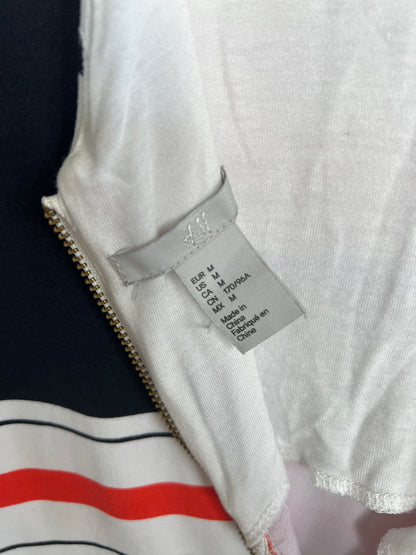 H&M
EUR M
US M
CA M
CN 170/96A
MX M
Made in
China
Fabriqué en
Chine